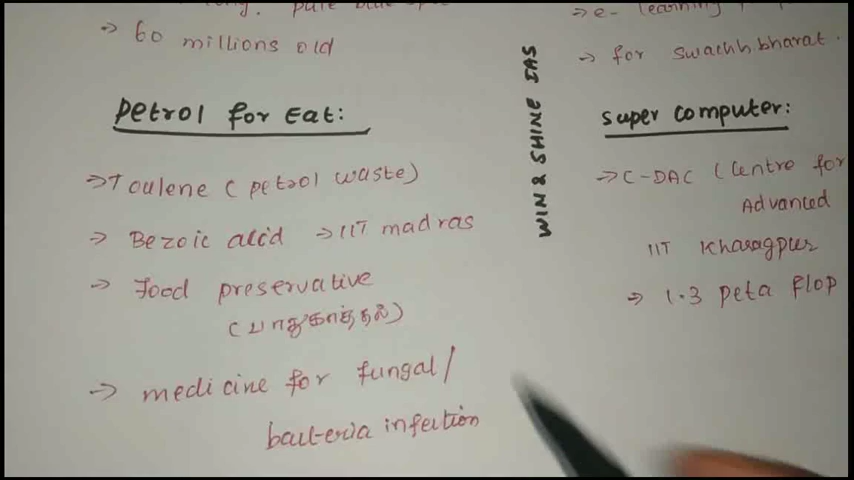 → 60 millions old
Petrol for Eat:
→ Toulene (petrol waste)
→ Bezoic acid → IIT madras
→ Food preservative
(பாதுகாத்தல்)
→ medicine for fungal/
bacteria infection
WIN & SHINE IAS
⇒ e- learning
→ for swachh bharat.
super computer:
→ C-DAC (Centre for
Advanced
IIT Kharagpur
⇒ 1.3 peta flop